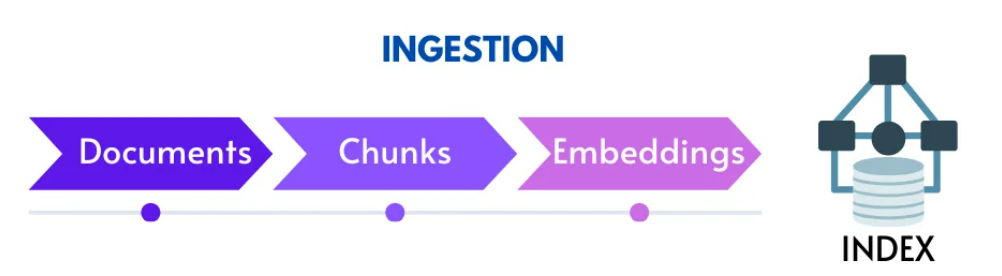 INGESTION
Documents
Chunks
Embeddings
INDEX